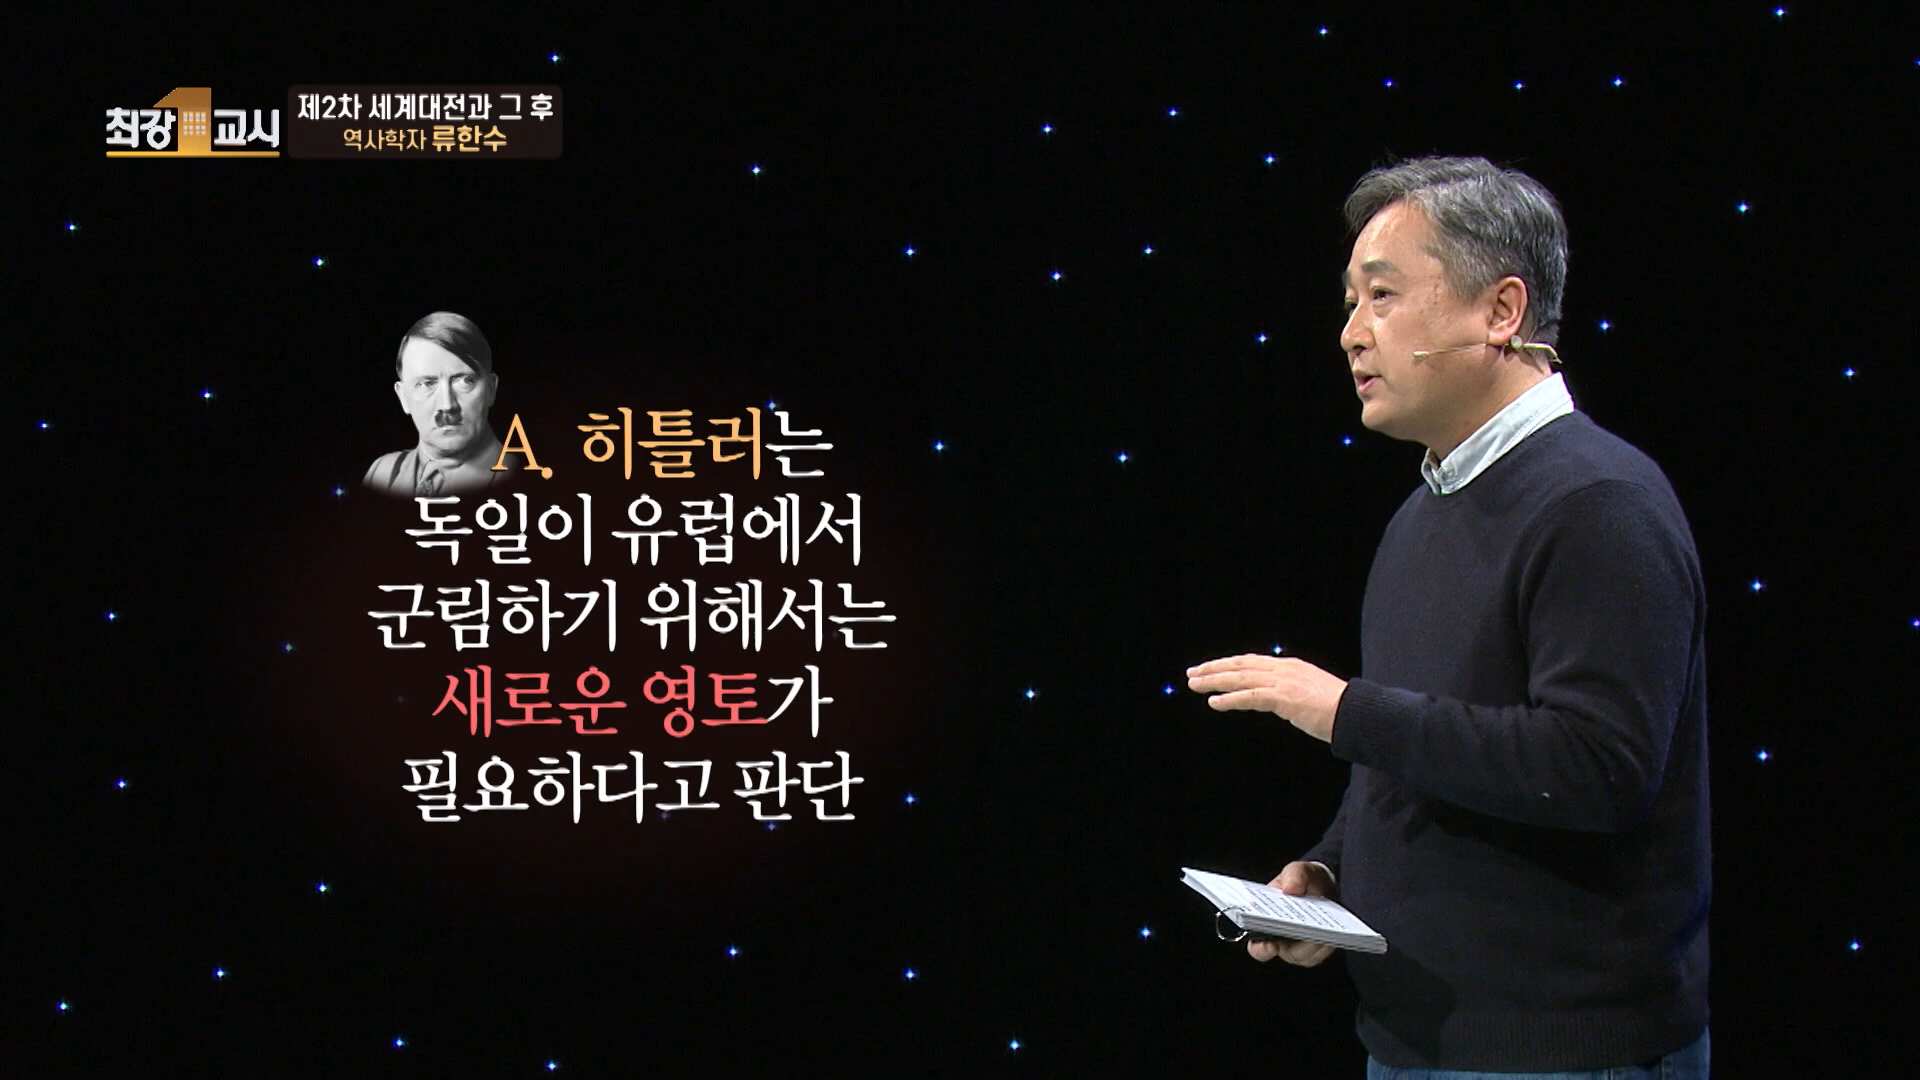 최강1교시
제2차 세계대전과 그 후
역사학자 류한수
A. 히틀러는
독일이 유럽에서
군림하기 위해서는
새로운 영토가
필요하다고 판단